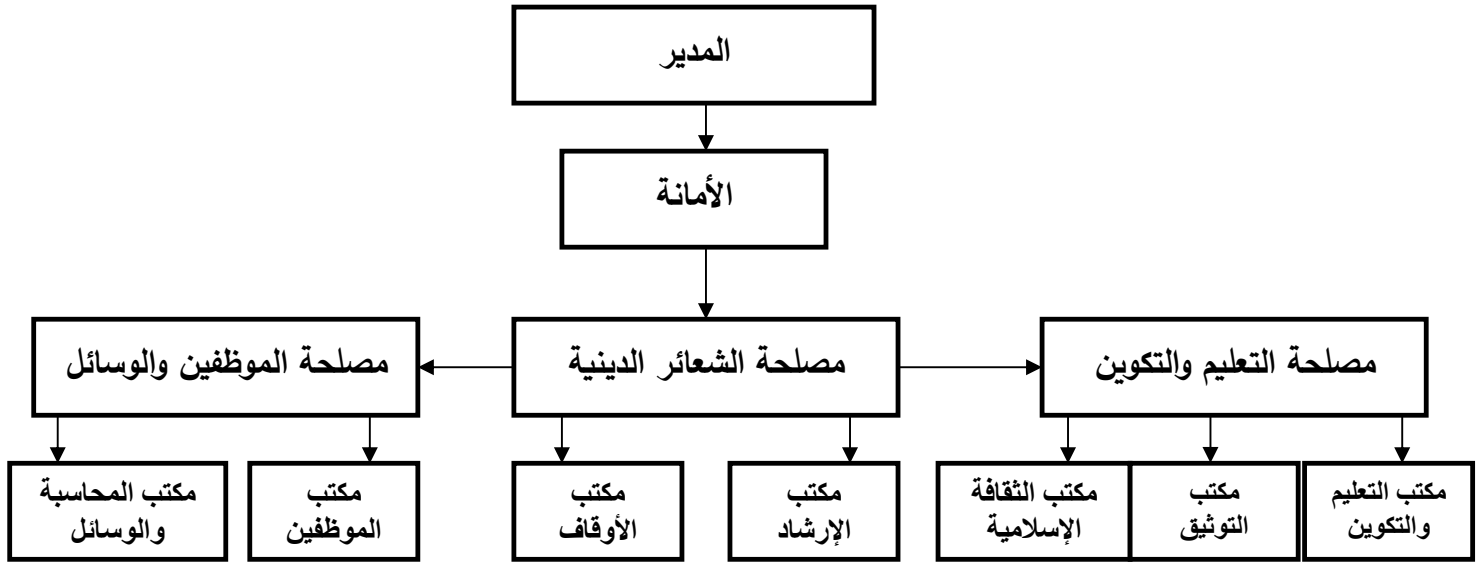 المدير
الأمانة
مصلحة التعليم والتكوين
مصلحة الشعائر الدينية
مصلحة الموظفين والوسائل
مكتب التعليم
والتكوين
مكتب
التوثيق
مكتب الثقافة
الإسلامية
مكتب
الإرشاد
مكتب
الأوقاف
مكتب
الموظفين
مكتب المحاسبة
والوسائل